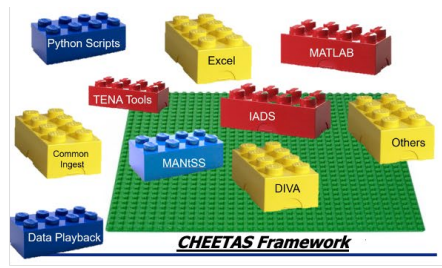 Python Scripts
Excel
MATLAB
TENA Tools
IADS
Others
Common
Ingest
MANtSS
DIVA
Data Playback
CHEETAS Framework